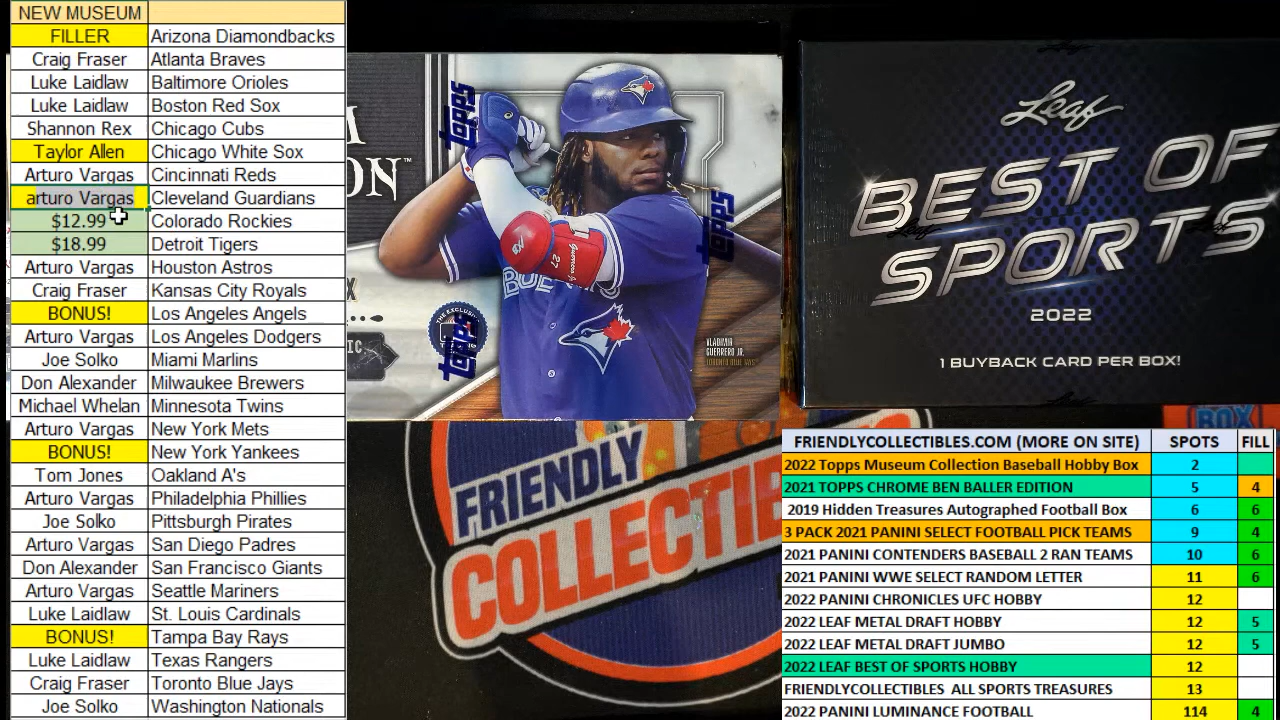 NEW MUSEUM
FILLER Arizona Diamondbacks
Craig Fraser Atlanta Braves
Luke Laidlaw Baltimore Orioles
Luke Laidlaw Boston Red Sox
Shannon Rex Chicago Cubs
Taylor Allen Chicago White Sox
Arturo Vargas Cincinnati Reds
arturo Vargas Cleveland Guardians
$12.99 Colorado Rockies
$18.99 Detroit Tigers
Arturo Vargas Houston Astros
Craig Fraser Kansas City Royals
BONUS! Los Angeles Angels
Arturo Vargas Los Angeles Dodgers
Joe Solko Miami Marlins
Don Alexander Milwaukee Brewers
Michael Whelan Minnesota Twins
Arturo Vargas New York Mets
BONUS! New York Yankees
Tom Jones Oakland A's
Arturo Vargas Philadelphia Phillies
Joe Solko Pittsburgh Pirates
Arturo Vargas San Diego Padres
Don Alexander San Francisco Giants
Arturo Vargas Seattle Mariners
Luke Laidlaw St. Louis Cardinals
BONUS! Tampa Bay Rays
Luke Laidlaw Texas Rangers
Craig Fraser Toronto Blue Jays
Joe Solko Washington Nationals
topps
topps
topps
27
VLADIMIR
GUERRERO JR.
TORONTO BLUE JAYS
FRIENDLY
Leaf
BEST OF
SPORTS
2022
1 BUYBACK CARD PER BOX!
BOX
FRIENDLYCOLLECTIBLES.COM (MORE ON SITE) SPOTS FILL
2022 Topps Museum Collection Baseball Hobby Box 2
2021 TOPPS CHROME BEN BALLER EDITION 5 4
2019 Hidden Treasures Autographed Football Box 6 6
3 PACK 2021 PANINI SELECT FOOTBALL PICK TEAMS 9 4
2021 PANINI CONTENDERS BASEBALL 2 RAN TEAMS 10 6
2021 PANINI WWE SELECT RANDOM LETTER 11 6
2022 PANINI CHRONICLES UFC HOBBY 12
2022 LEAF METAL DRAFT HOBBY 12 5
2022 LEAF METAL DRAFT JUMBO 12 5
2022 LEAF BEST OF SPORTS HOBBY 12
FRIENDLYCOLLECTIBLES ALL SPORTS TREASURES 13
2022 PANINI LUMINANCE FOOTBALL 114 4